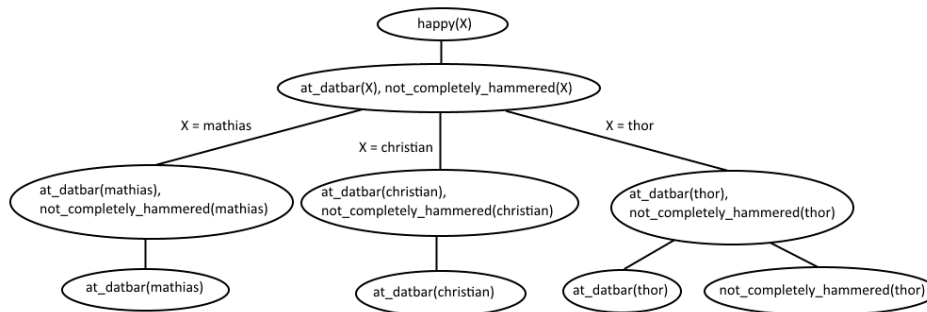 happy(X)
at_datbar(X), not_completely_hammered(X)
X = mathias
X = thor
X = christian
at_datbar(mathias),
not_completely_hammered(mathias)
at_datbar(christian),
not_completely_hammered(christian)
at_datbar(thor),
not_completely_hammered(thor)
at_datbar(mathias)
at_datbar(christian)
at_datbar(thor)
not_completely_hammered(thor)